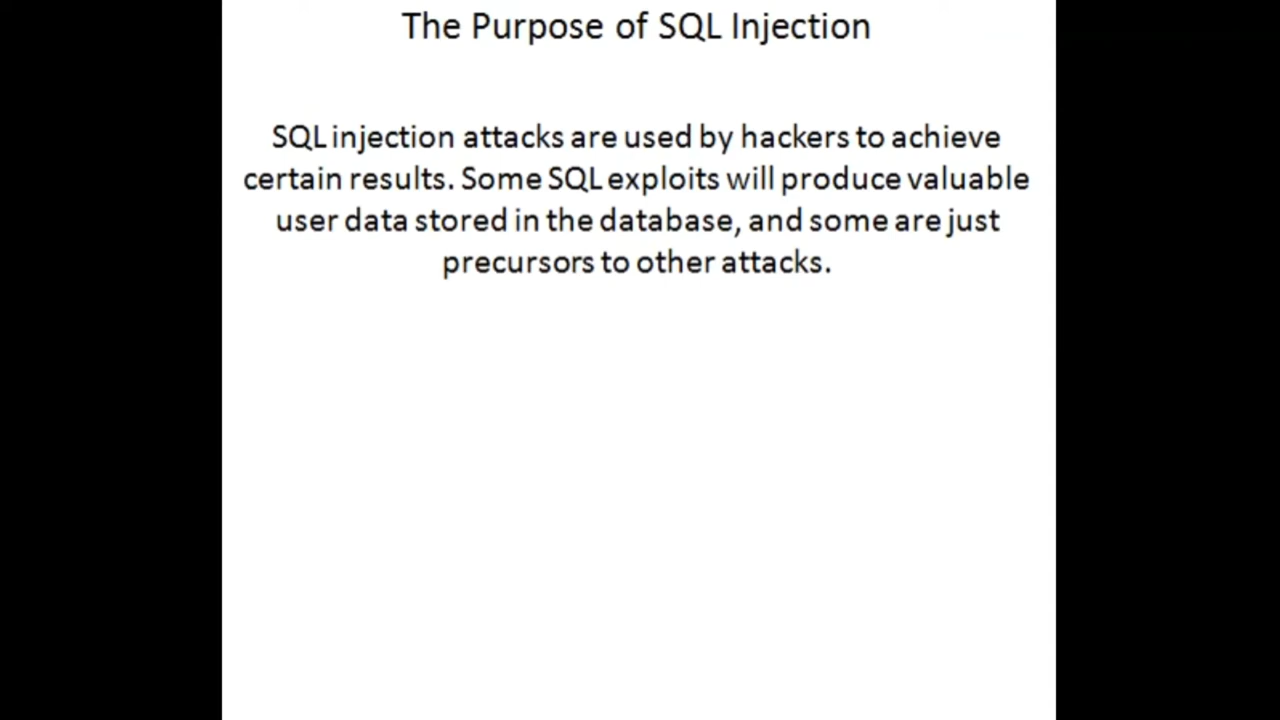 The Purpose of SQL Injection
SQL injection attacks are used by hackers to achieve
certain results. Some SQL exploits will produce valuable
user data stored in the database, and some are just
precursors to other attacks.